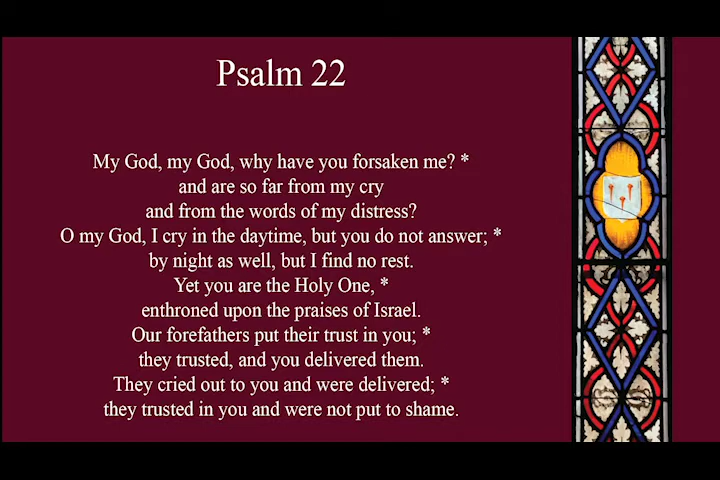 Psalm 22
My God, my God, why have you forsaken me? *
and are so far from my cry
and from the words of my distress?
O my God, I cry in the daytime, but you do not answer; *
by night as well, but I find no rest.
Yet you are the Holy One, *
enthroned upon the praises of Israel.
Our forefathers put their trust in you; *
they trusted, and you delivered them.
They cried out to you and were delivered; *
they trusted in you and were not put to shame.